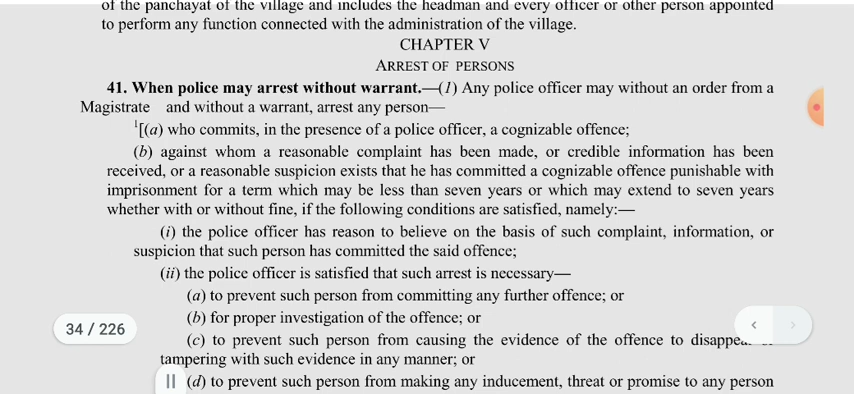 of the panchayat of the village and includes the headman and every officer or other person appointed
to perform any function connected with the administration of the village.
CHAPTER V
ARREST OF PERSONS
41. When police may arrest without warrant.—(1) Any police officer may without an order from a
Magistrate and without a warrant, arrest any person—
1[(a) who commits, in the presence of a police officer, a cognizable offence;
(b) against whom a reasonable complaint has been made, or credible information has been
received, or a reasonable suspicion exists that he has committed a cognizable offence punishable with
imprisonment for a term which may be less than seven years or which may extend to seven years
whether with or without fine, if the following conditions are satisfied, namely:—
(i) the police officer has reason to believe on the basis of such complaint, information, or
suspicion that such person has committed the said offence;
(ii) the police officer is satisfied that such arrest is necessary—
(a) to prevent such person from committing any further offence; or
(b) for proper investigation of the offence; or
34 / 226
(c) to prevent such person from causing the evidence of the offence to
tampering with such evidence in any manner; or
(d) to prevent such person from making any inducement, threat or promise to any person